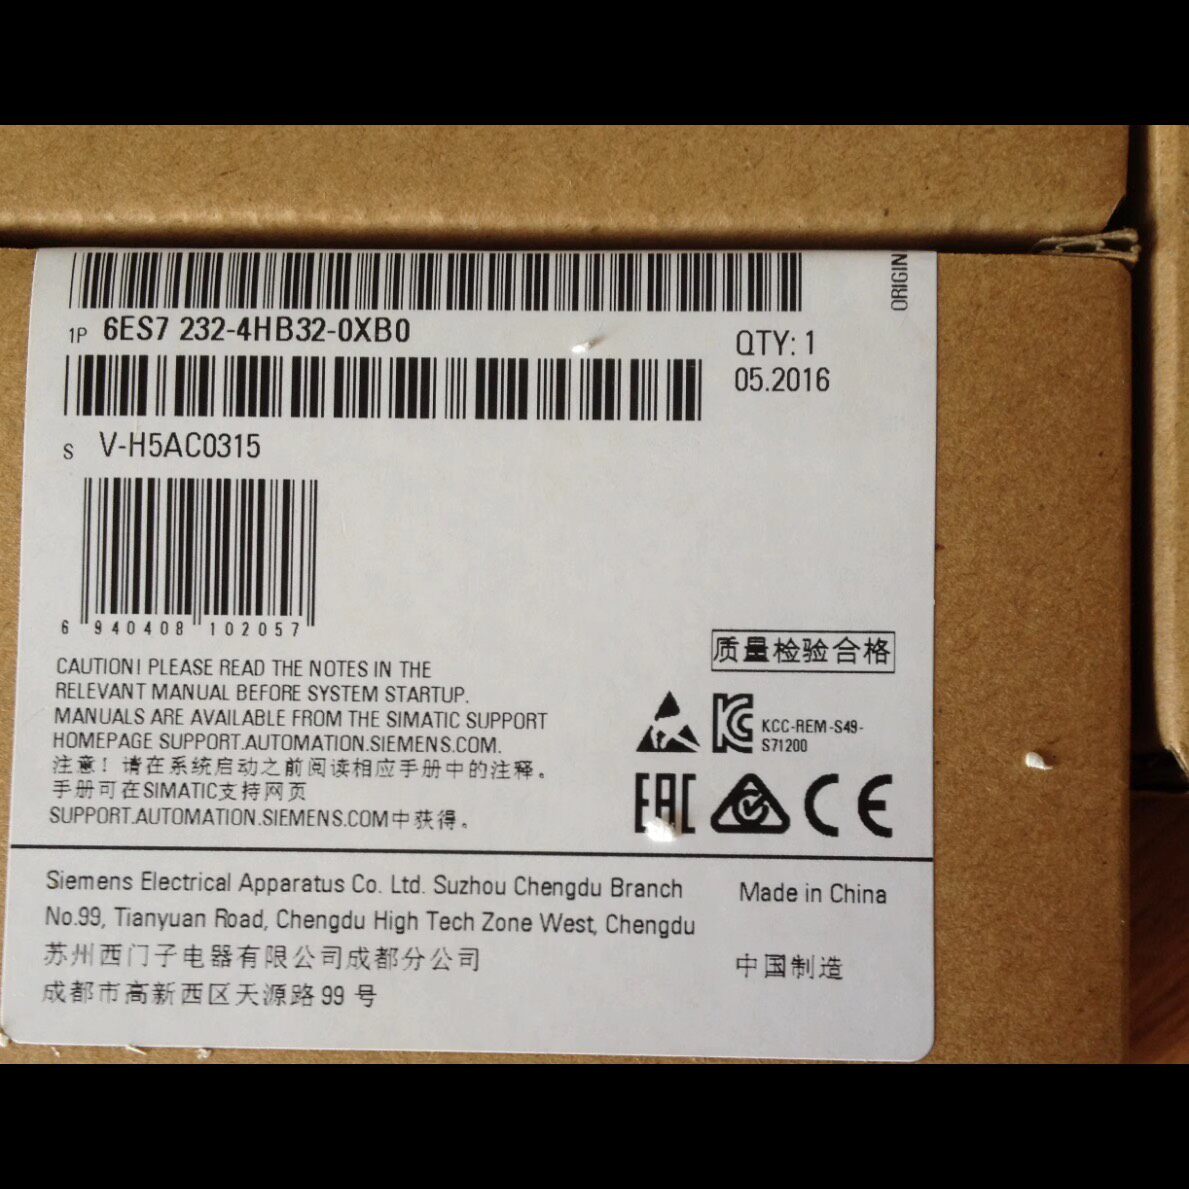 ORIGIN
1P 6ES7 232-4HB32-0XB0
QTY: 1
05.2016
S V-H5AC0315
6 940408 102057
质量检验合格
CAUTION! PLEASE READ THE NOTES IN THE
RELEVANT MANUAL BEFORE SYSTEM STARTUP.
MANUALS ARE AVAILABLE FROM THE SIMATIC SUPPORT
HOMEPAGE SUPPORT.AUTOMATION.SIEMENS.COM.
注意！请在系统启动之前阅读相应手册中的注释。
手册可在SIMATIC支持网页
SUPPORT.AUTOMATION.SIEMENS.COM中获得。
KC KCC-REM-S49-
S71200
EAC CE
Siemens Electrical Apparatus Co. Ltd. Suzhou Chengdu Branch
No.99, Tianyuan Road, Chengdu High Tech Zone West, Chengdu
Made in China
苏州西门子电器有限公司成都分公司
成都市高新西区天源路99号
中国制造